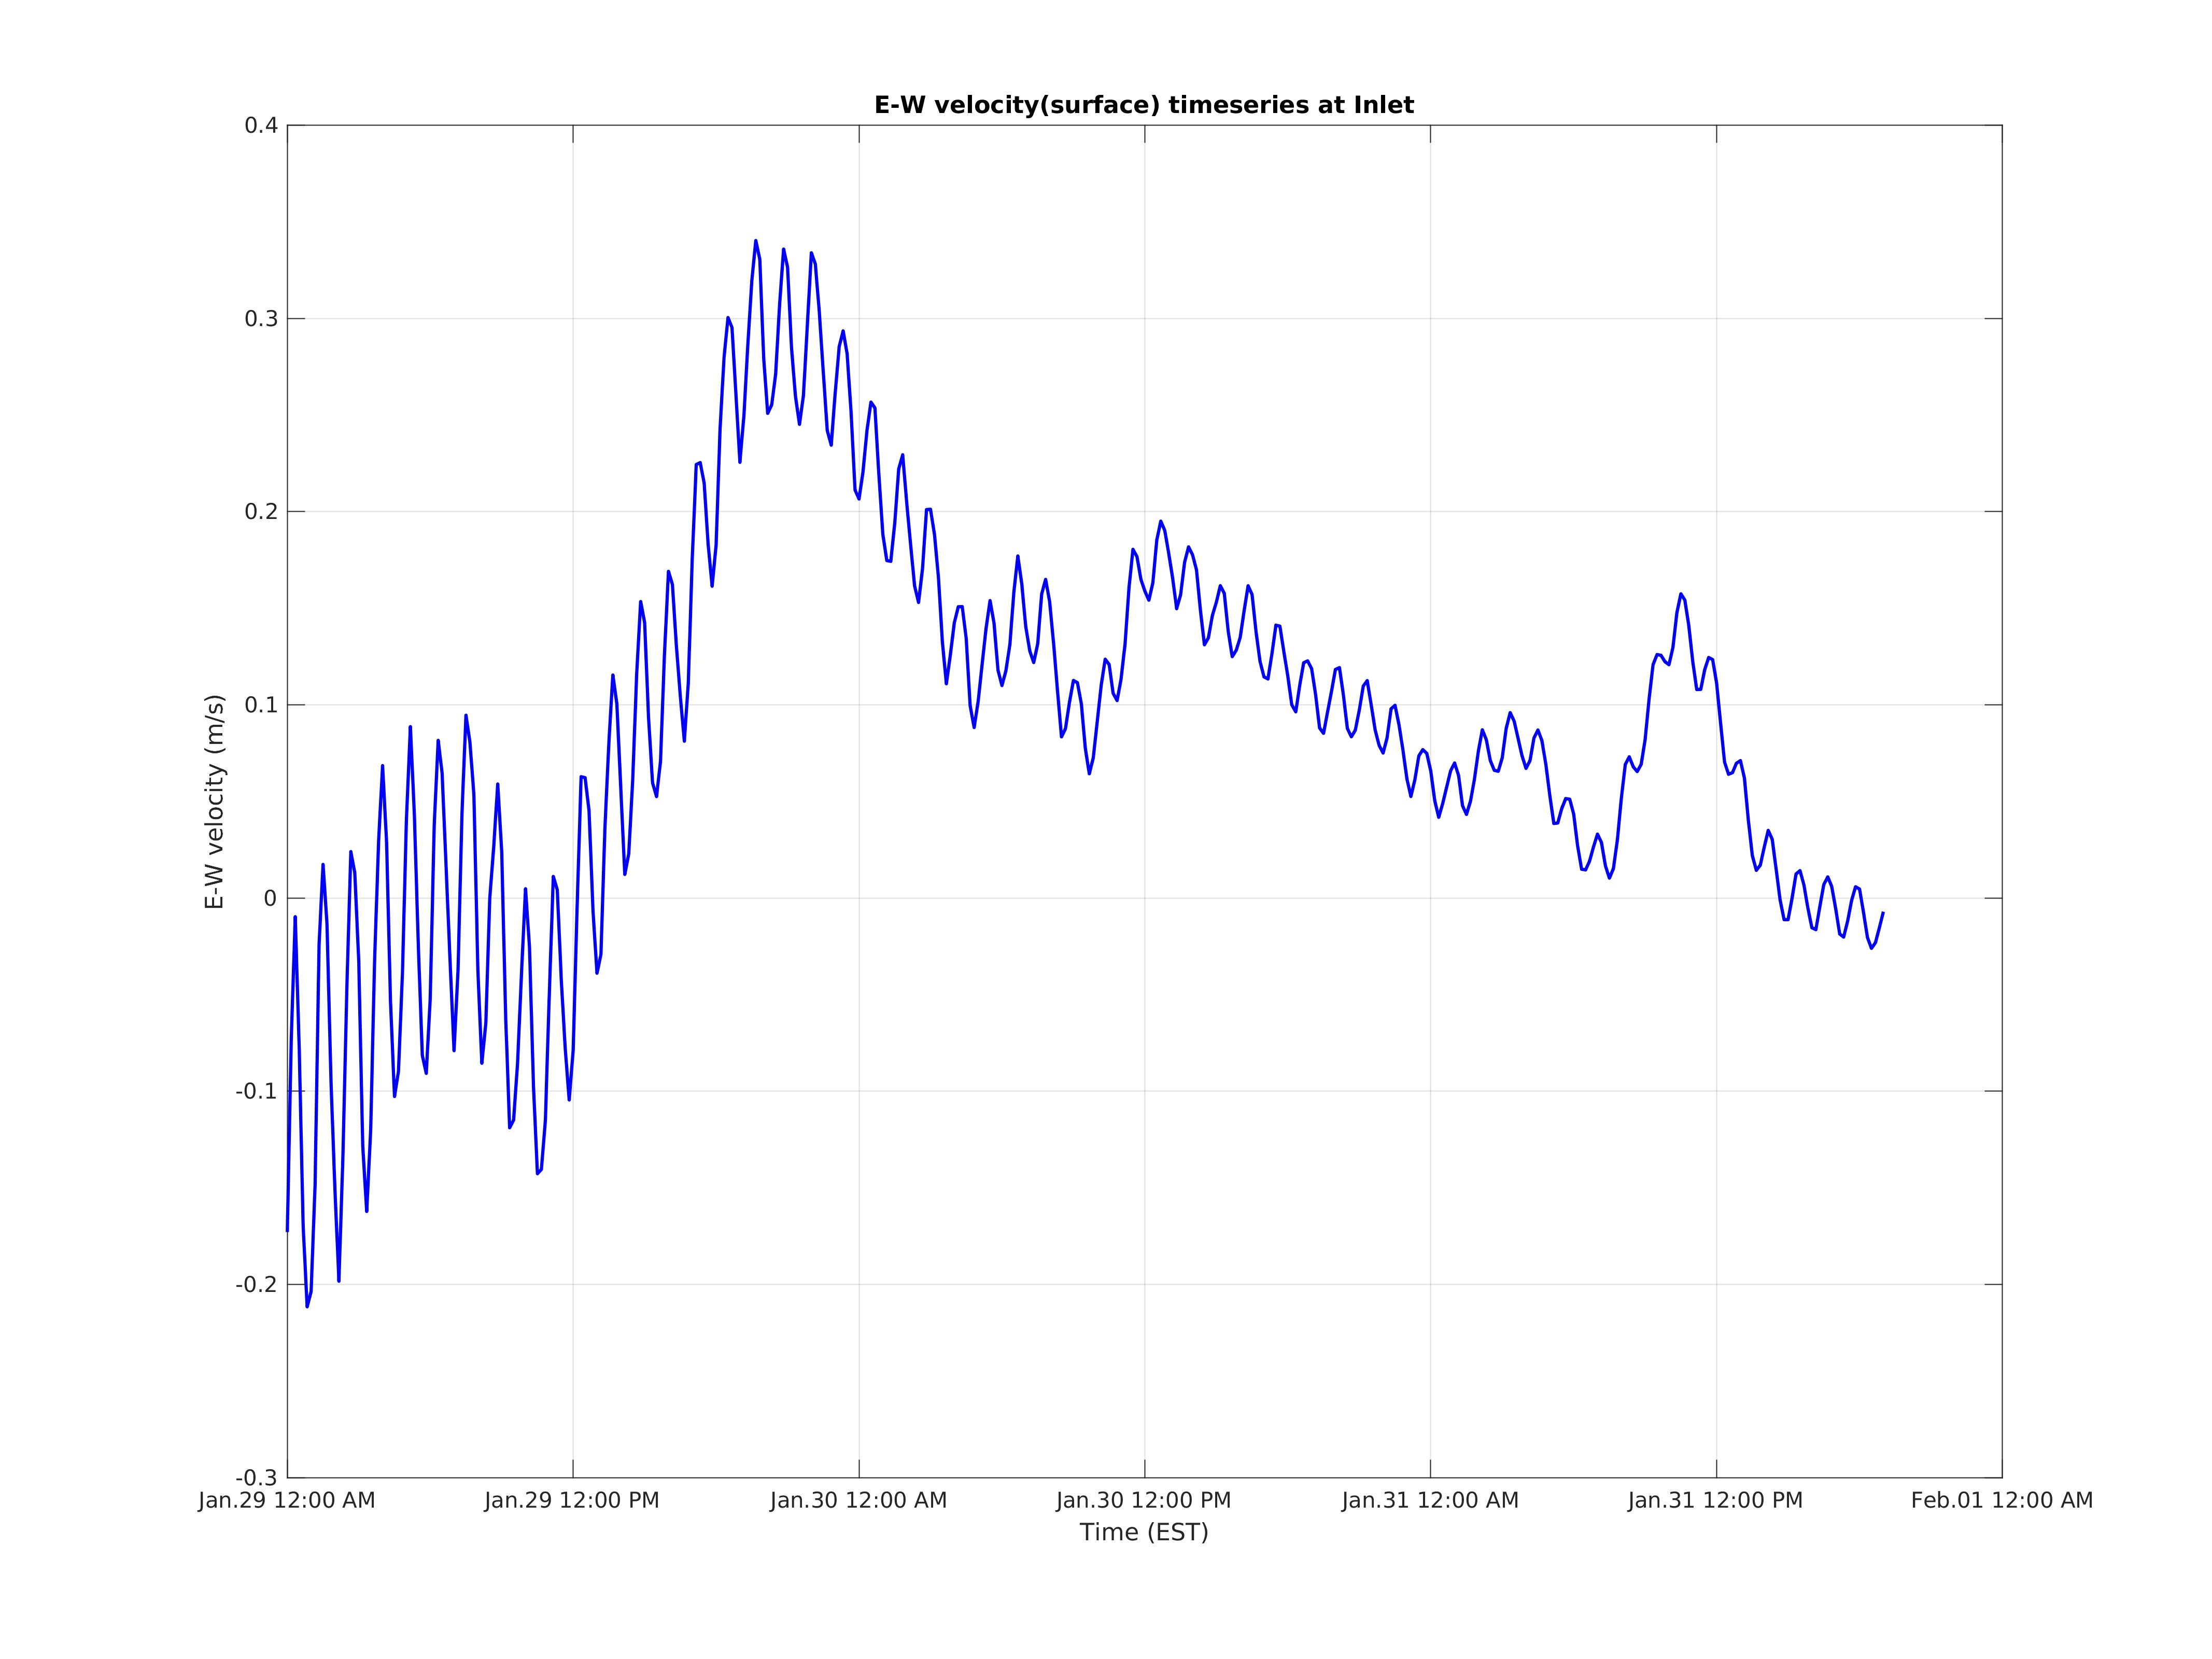 E-W velocity(surface) timeseries at Inlet
0.4
0.3
0.2
0.1
0
-0.1
-0.2
-0.3
E-W velocity (m/s)
Jan.29 12:00 AM Jan.29 12:00 PM Jan.30 12:00 AM Jan.30 12:00 PM Jan.31 12:00 AM Jan.31 12:00 PM Feb.01 12:00 AM
Time (EST)